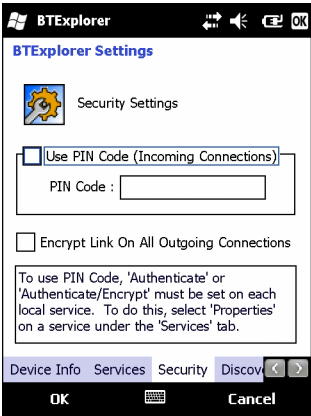 BTExplorer
OK
BTExplorer Settings
Security Settings
Use PIN Code (Incoming Connections)
PIN Code :
Encrypt Link On All Outgoing Connections
To use PIN Code, 'Authenticate' or
'Authenticate/Encrypt' must be set on each
local service. To do this, select 'Properties'
on a service under the 'Services' tab.
Device Info Services Security Discov
OK Cancel